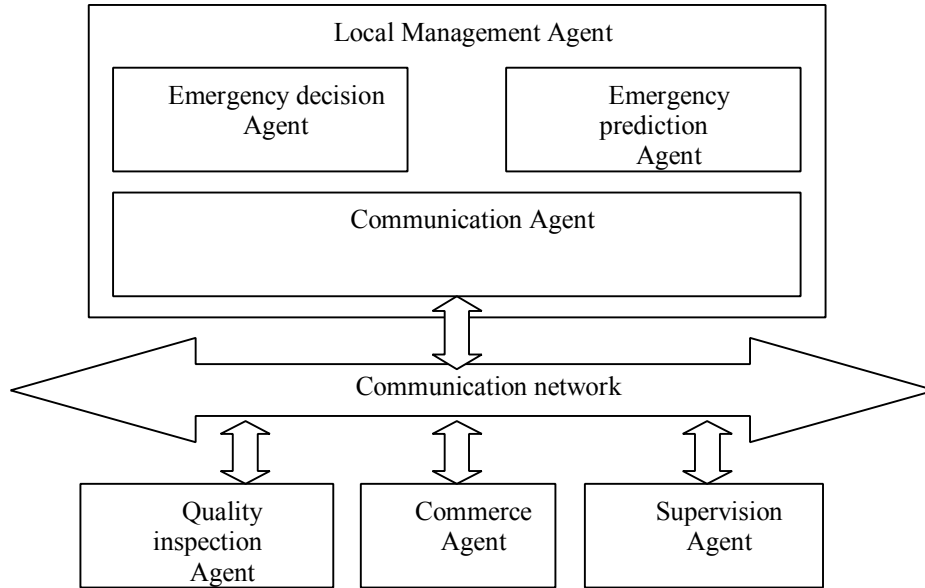 Local Management Agent
Emergency decision
Agent
Emergency
prediction
Agent
Communication Agent
Communication network
Quality
inspection
Agent
Commerce
Agent
Supervision
Agent